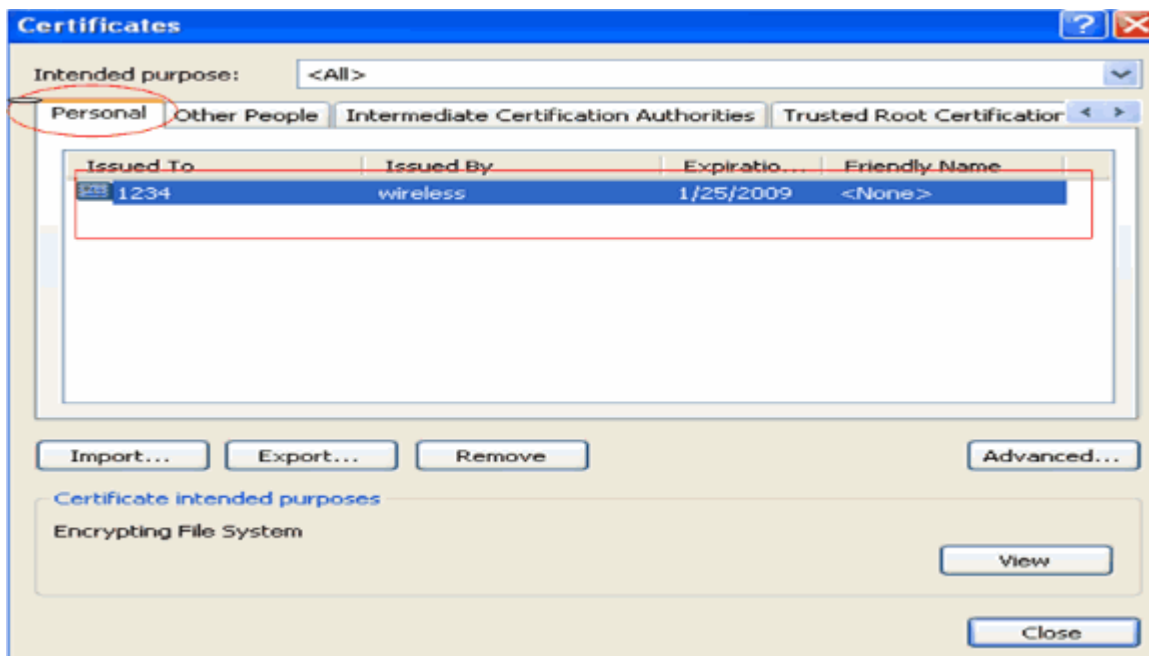 Certificates
Intended purpose: <All>
Personal Other People Intermediate Certification Authorities Trusted Root Certification
Issued To Issued By Expiratio... Friendly Name
1234 wireless 1/25/2009 <None>
Import... Export... Remove Advanced...
Certificate intended purposes
Encrypting File System
View
Close